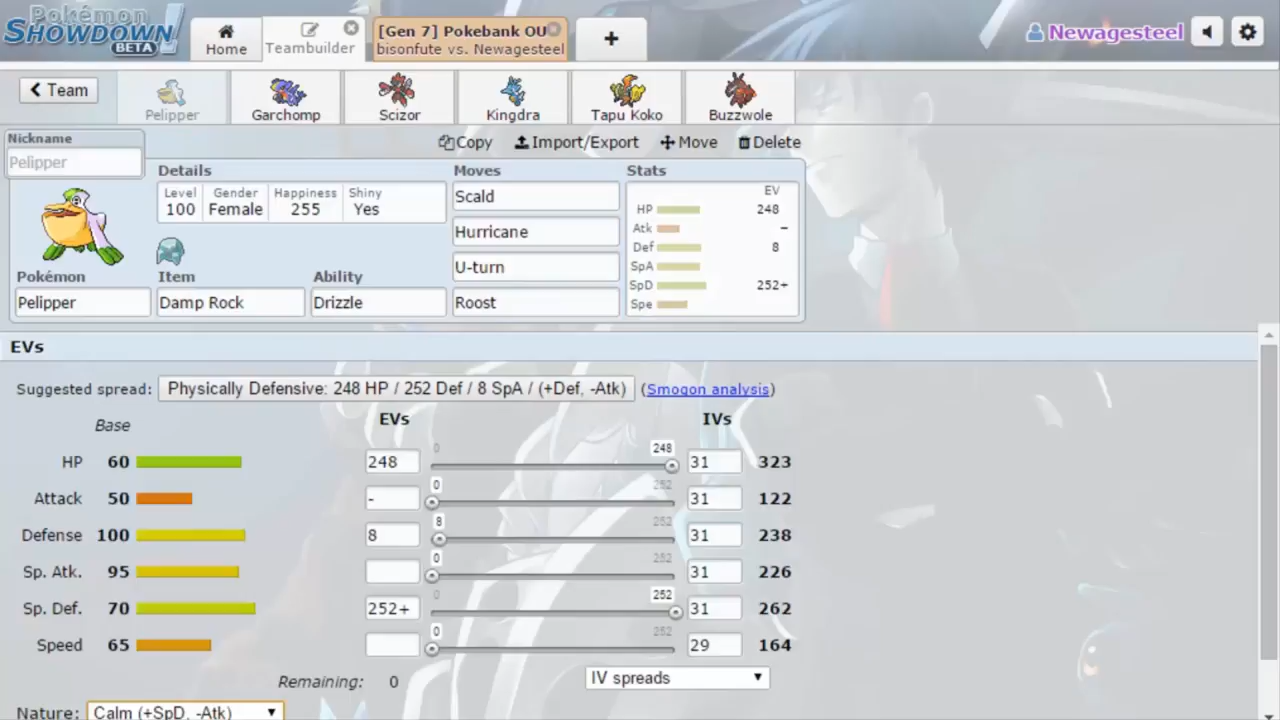 Pokémon
SHOWDOWN!
BETA
Home
Teambuilder
[Gen 7] Pokebank OU
bisonfute vs. Newagesteel
+
Newagesteel
Team
Pelipper
Garchomp
Scizor
Kingdra
Tapu Koko
Buzzwole
Nickname
Pelipper
Copy
Import/Export
Move
Delete
Details
Level
Gender
Happiness
Shiny
100
Female
255
Yes
Pokémon
Pelipper
Item
Damp Rock
Ability
Drizzle
Moves
Scald
Hurricane
U-turn
Roost
Stats
EV
HP 248
Atk –
Def 8
SpA
SpD 252+
Spe
EVs
Suggested spread: Physically Defensive: 248 HP / 252 Def / 8 SpA / (+Def, -Atk) (Smogon analysis)
Base EVs IVs
HP 60 248 0 248 31 323
Attack 50 - 0 252 31 122
Defense 100 8 8 252 31 238
Sp. Atk. 95 0 252 31 226
Sp. Def. 70 252+ 0 252 31 262
Speed 65 0 252 29 164
Remaining: 0
IV spreads
Nature: Calm (+SpD, -Atk)